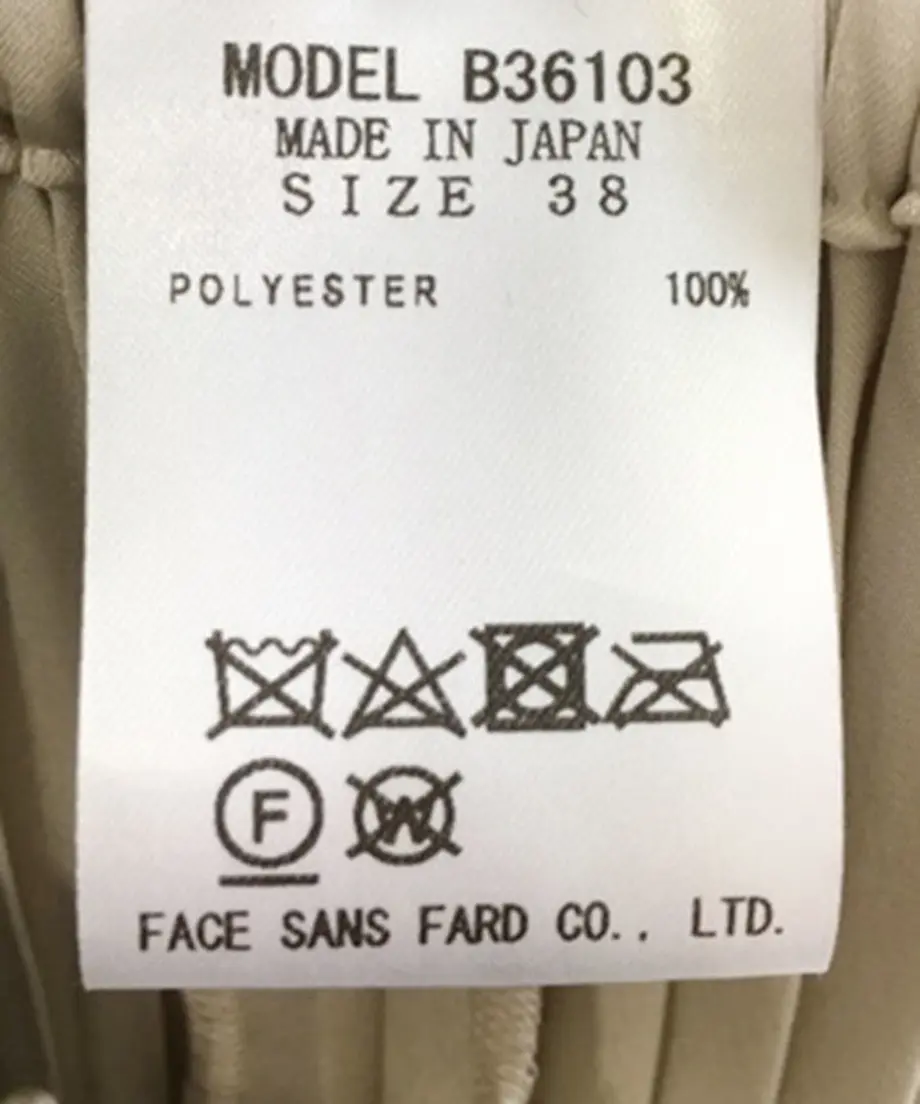 MODEL B36103
MADE IN JAPAN
SIZE 38
POLYESTER 100%
F W
FACE SANS FARD CO., LTD.